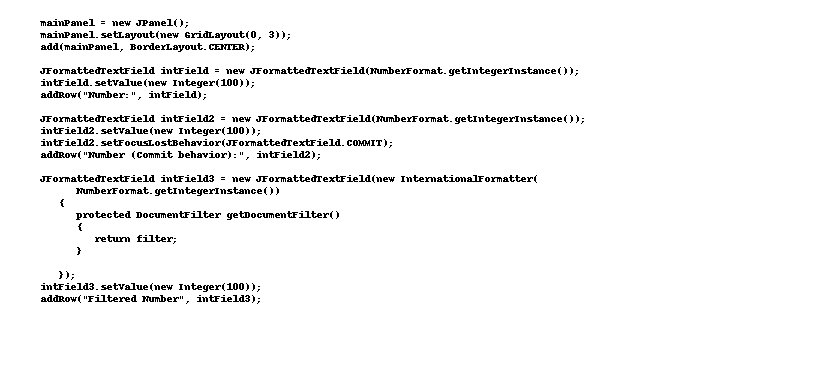 mainPanel = new JPanel();
mainPanel.setLayout(new GridLayout(0, 3));
add(mainPanel, BorderLayout.CENTER);
JFormattedTextField intField = new JFormattedTextField(NumberFormat.getIntegerInstance());
intField.setValue(new Integer(100));
addRow("Number:", intField);
JFormattedTextField intField2 = new JFormattedTextField(NumberFormat.getIntegerInstance());
intField2.setValue(new Integer(100));
intField2.setFocusLostBehavior(JFormattedTextField.COMMIT);
addRow("Number (Commit behavior):", intField2);
JFormattedTextField intField3 = new JFormattedTextField(new InternationalFormatter(
NumberFormat.getIntegerInstance())
{
protected DocumentFilter getDocumentFilter()
{
return filter;
}
});
intField3.setValue(new Integer(100));
addRow("Filtered Number", intField3);